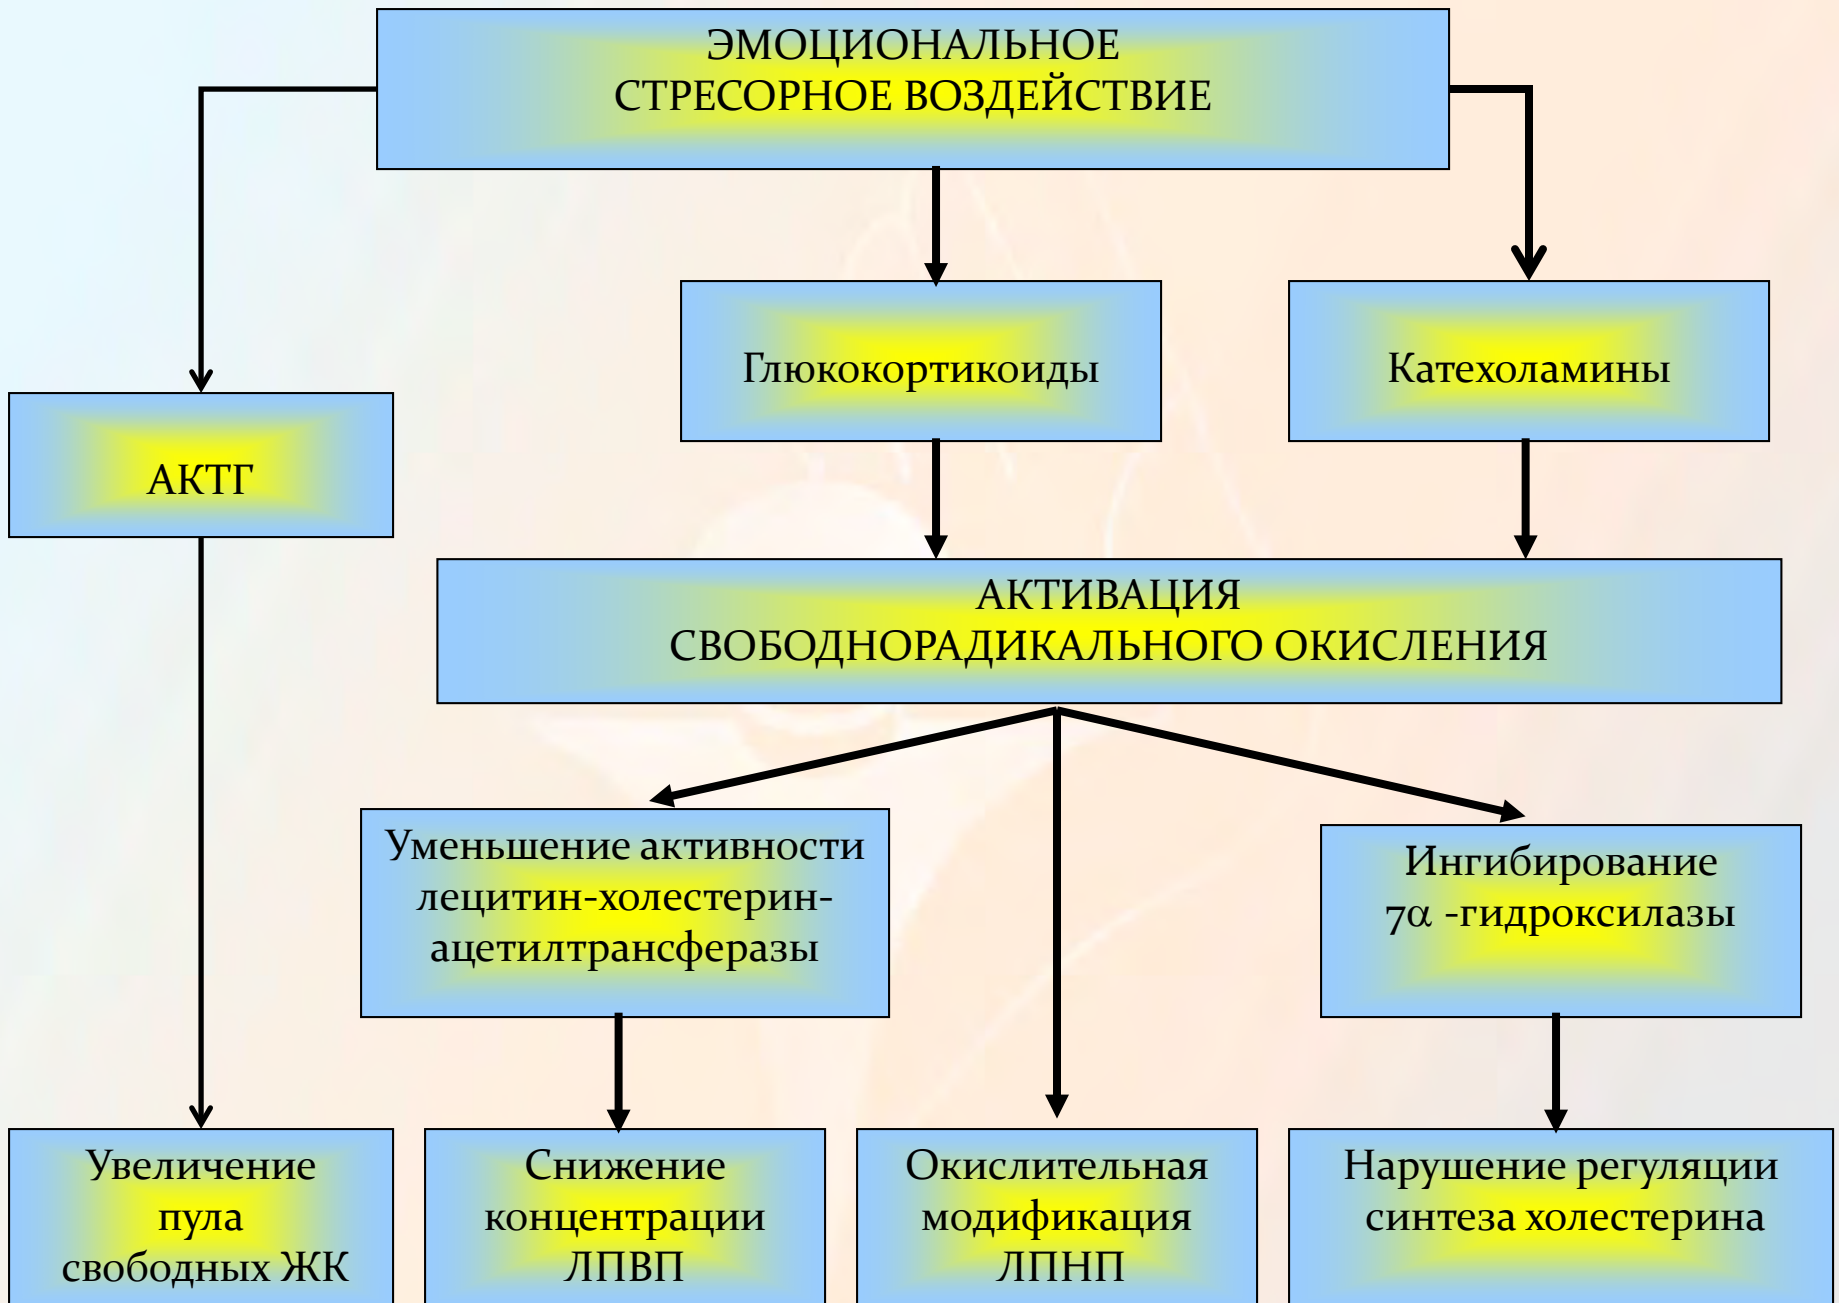 ЭМОЦИОНАЛЬНОЕ
СТРЕСОРНОЕ ВОЗДЕЙСТВИЕ
Глюкокортикоиды
Катехоламины
АКТГ
АКТИВАЦИЯ
СВОБОДНОРАДИКАЛЬНОГО ОКИСЛЕНИЯ
Уменьшение активности
лецитин-холестерин-
ацетилтрансферазы
Ингибирование
7α -гидроксилазы
Увеличение
пула
свободных ЖК
Снижение
концентрации
ЛПВП
Окислительная
модификация
ЛПНП
Нарушение регуляции
синтеза холестерина